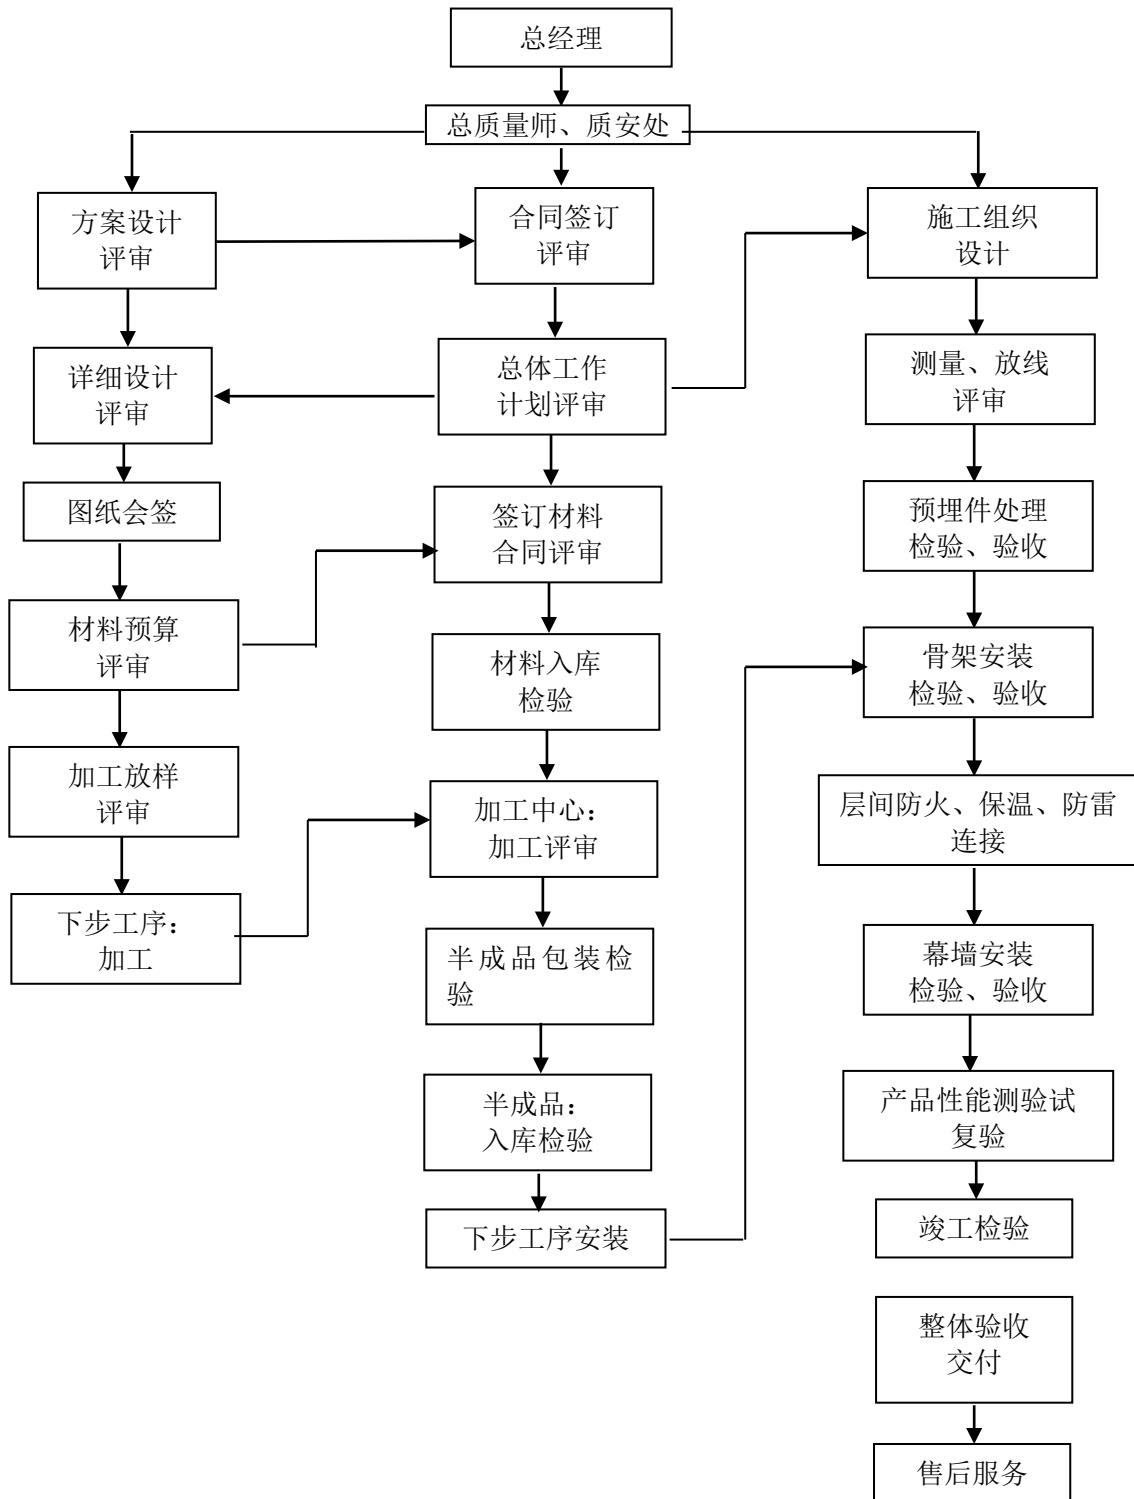 总经理
总质量师、质安处
方案设计
评审
详细设计
评审
图纸会签
材料预算
评审
加工放样
评审
下步工序：
加工
合同签订
评审
总体工作
计划评审
签订材料
合同评审
材料入库
检验
加工中心：
加工评审
半成品包装检
验
半成品：
入库检验
下步工序安装
施工组织
设计
测量、放线
评审
预埋件处理
检验、验收
骨架安装
检验、验收
层间防火、保温、防雷
连接
幕墙安装
检验、验收
产品性能测验试
复验
竣工检验
整体验收
交付
售后服务